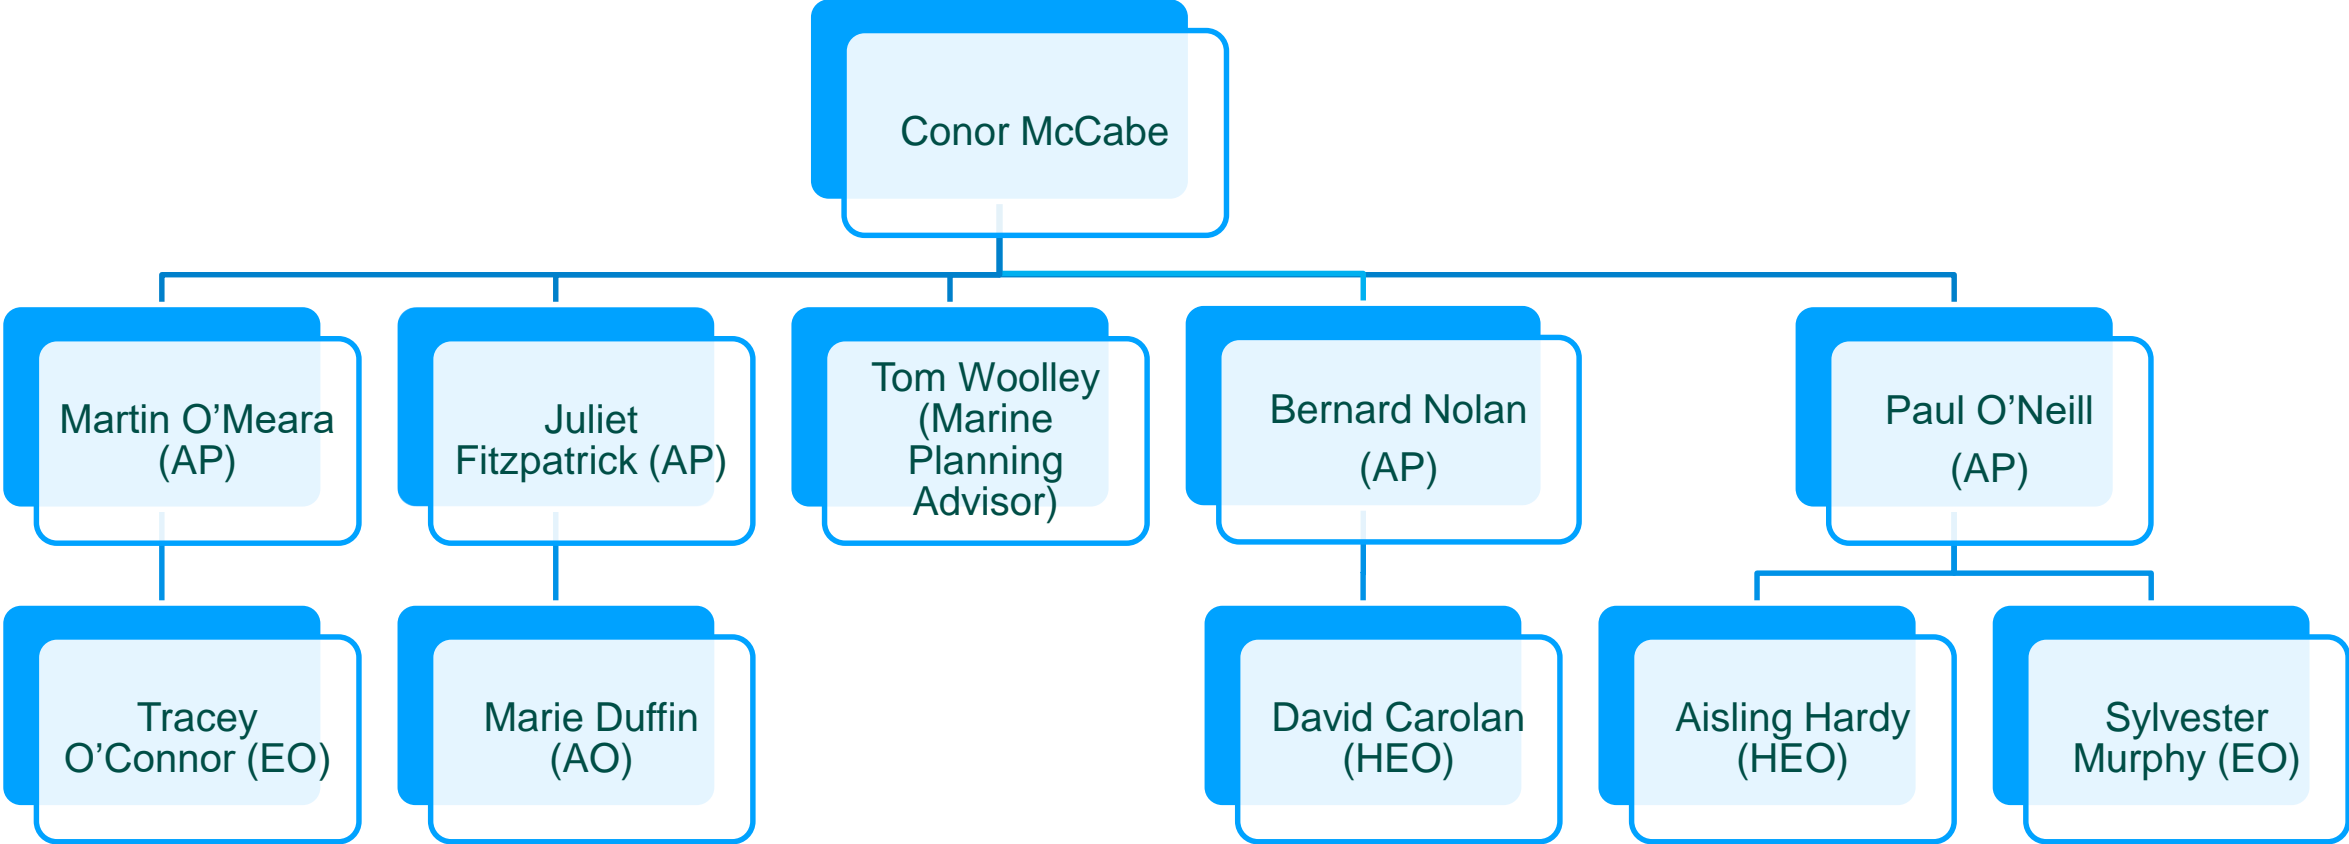 Conor McCabe
Martin O’Meara
(AP)
Juliet
Fitzpatrick (AP)
Tom Woolley
(Marine
Planning
Advisor)
Bernard Nolan
(AP)
Paul O’Neill
(AP)
Tracey
O’Connor (EO)
Marie Duffin
(AO)
David Carolan
(HEO)
Aisling Hardy
(HEO)
Sylvester
Murphy (EO)